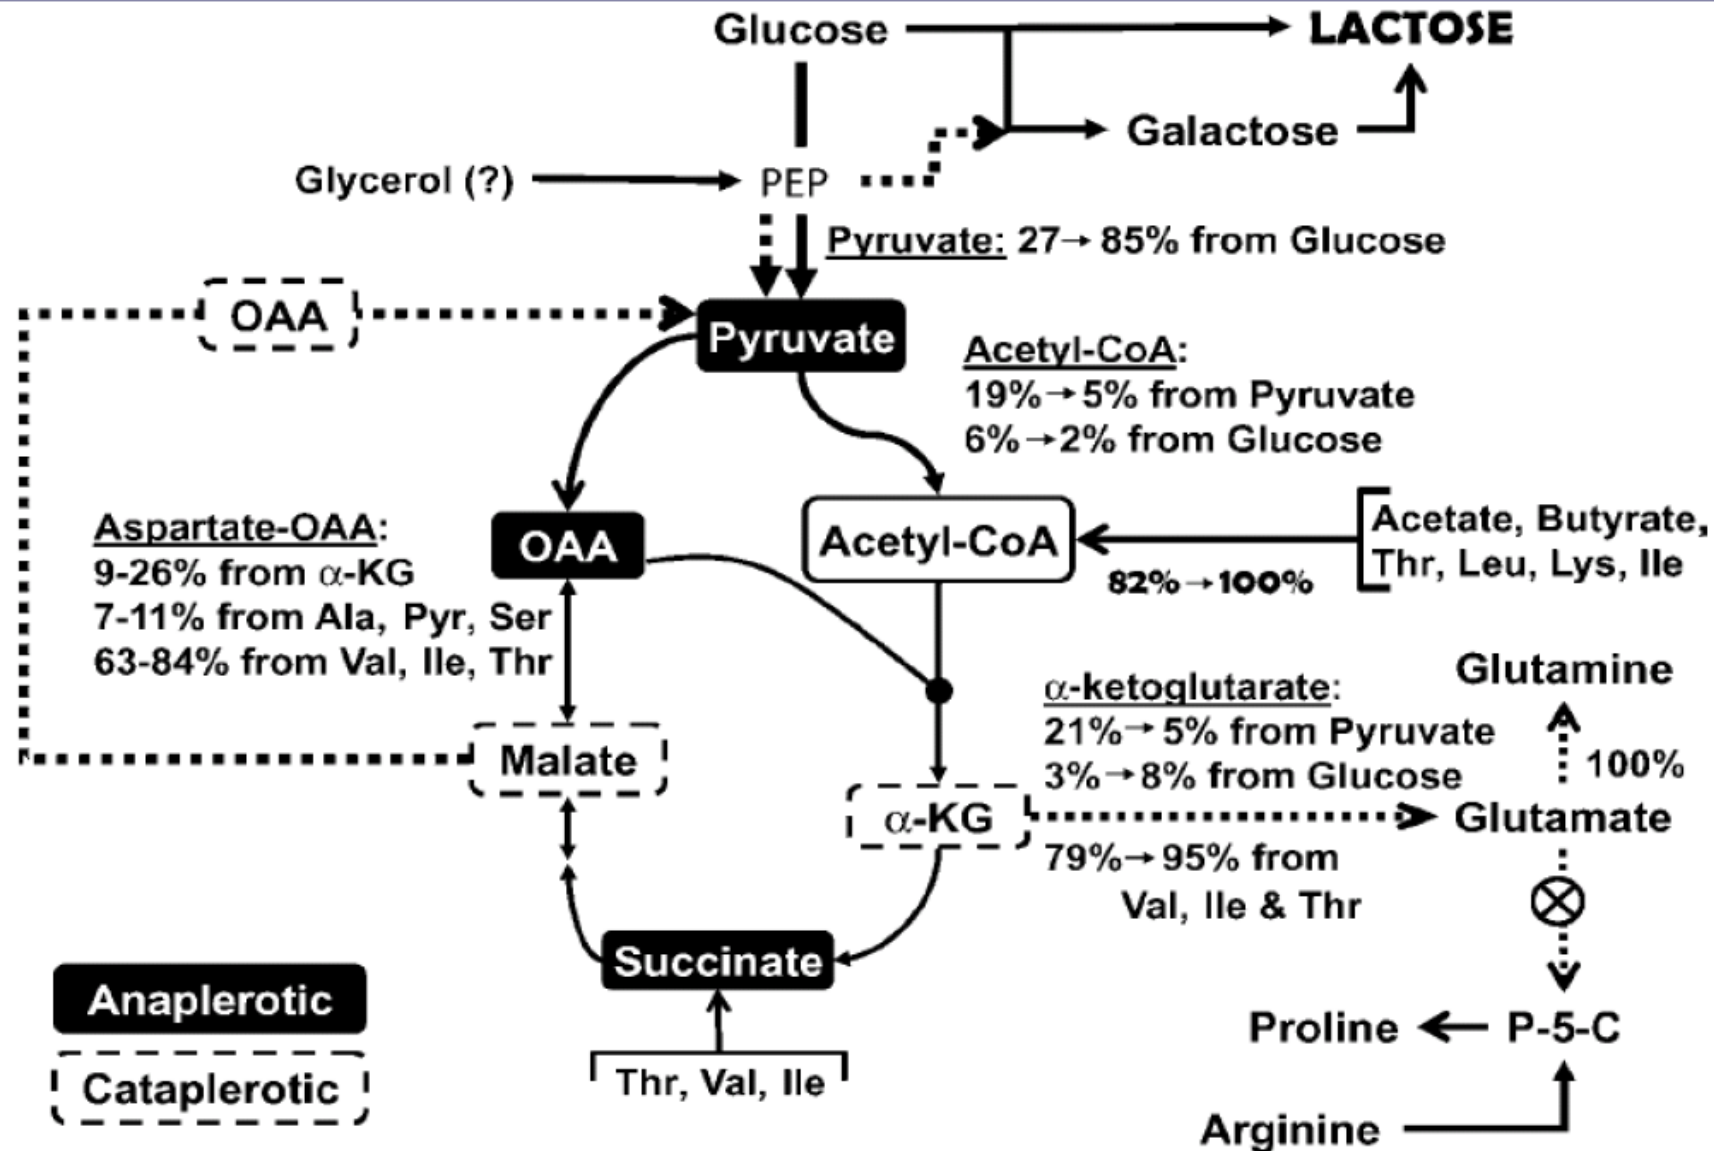 Glucose
LACTOSE
Galactose
Glycerol (?)
PEP
Pyruvate: 27→85% from Glucose
OAA
Pyruvate
Acetyl-CoA:
19%→5% from Pyruvate
6%→2% from Glucose
Aspartate-OAA:
9-26% from α-KG
7-11% from Ala, Pyr, Ser
63-84% from Val, Ile, Thr
OAA
Acetyl-CoA
82%→100%
Acetate, Butyrate,
Thr, Leu, Lys, Ile
Malate
α-ketoglutarate:
21%→5% from Pyruvate
3%→8% from Glucose
α-KG
79%→95% from
Val, Ile & Thr
Glutamine
100%
Glutamate
Succinate
Thr, Val, Ile
Proline
P-5-C
Arginine
Anaplerotic
Cataplerotic